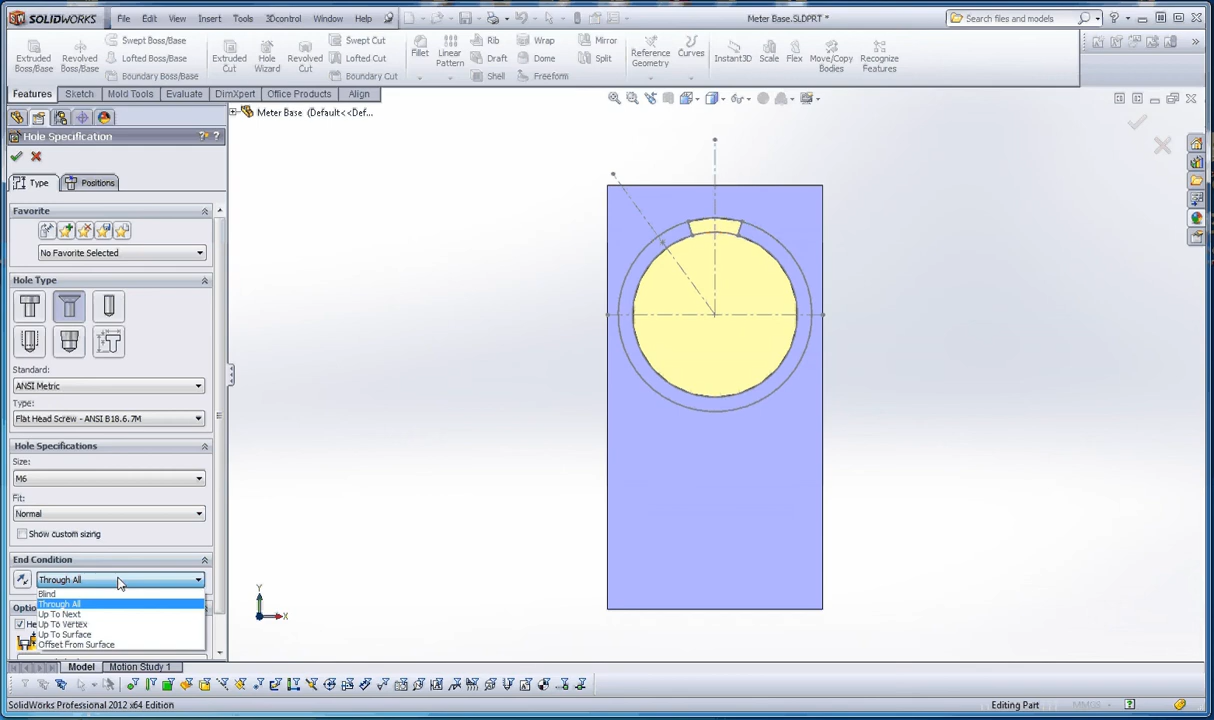 SOLIDWORKS File Edit View Insert Tools 3Dcontrol Window Help Meter Base.SLDPRT * Search files and models
Extruded Boss/Base Revolved Boss/Base Swept Boss/Base Lofted Boss/Base Boundary Boss/Base Extruded Cut Hole Wizard Revolved Cut Swept Cut Lofted Cut Boundary Cut Fillet Linear Pattern Rib Draft Shell Wrap Dome Freeform Mirror Split Reference Geometry Curves Instant3D Scale Flex Move/Copy Bodies Recognize Features
Features Sketch Mold Tools Evaluate DimXpert Office Products Align
Meter Base (Default<<Def...
Hole Specification
Type Positions
Favorite
No Favorite Selected
Hole Type
Standard:
ANSI Metric
Type:
Flat Head Screw - ANSI B18.6.7M
Hole Specifications
Size:
M6
Fit:
Normal
Show custom sizing
End Condition
Through All
Blind
Through All
Up To Next
Up To Vertex
Up To Surface
Offset From Surface
Optio
He
Y
X
Model Motion Study 1
SolidWorks Professional 2012 x64 Edition Editing Part MMGS